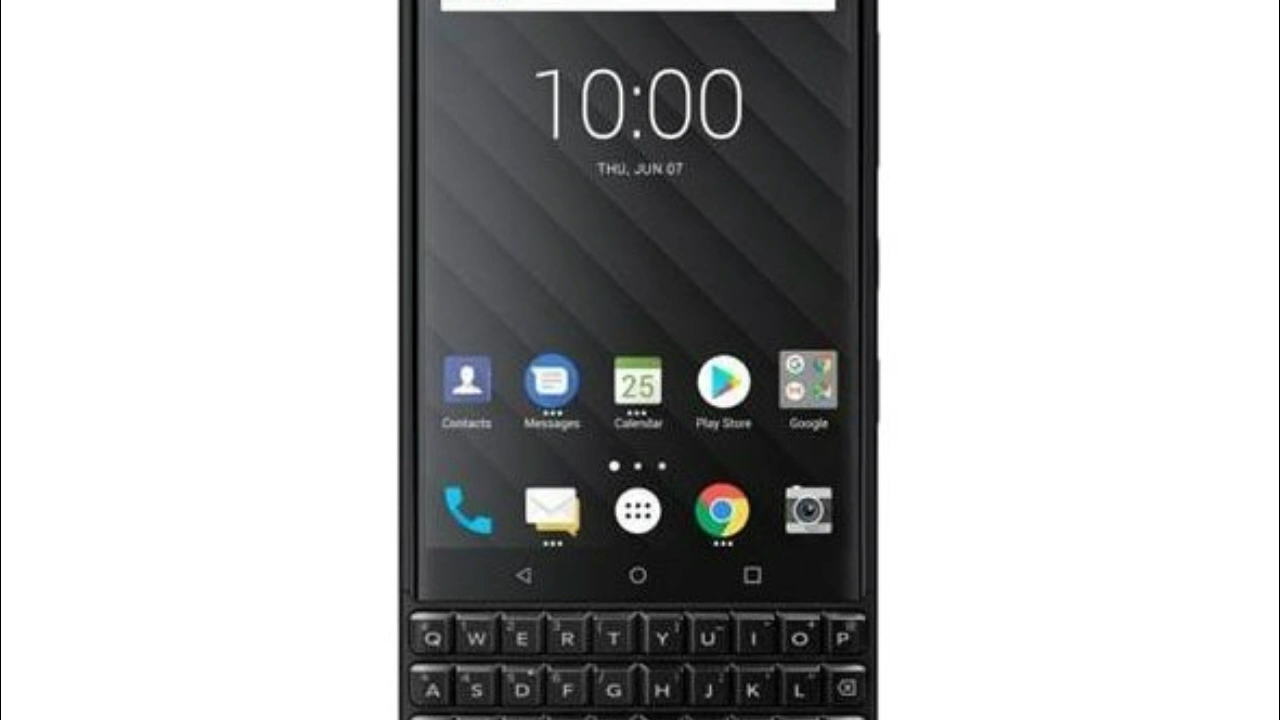 10:00
THU, JUN 07
25
Contacts Messages Calendar Play Store Google
Q W E R T Y U I O P
A S D F G H J K L